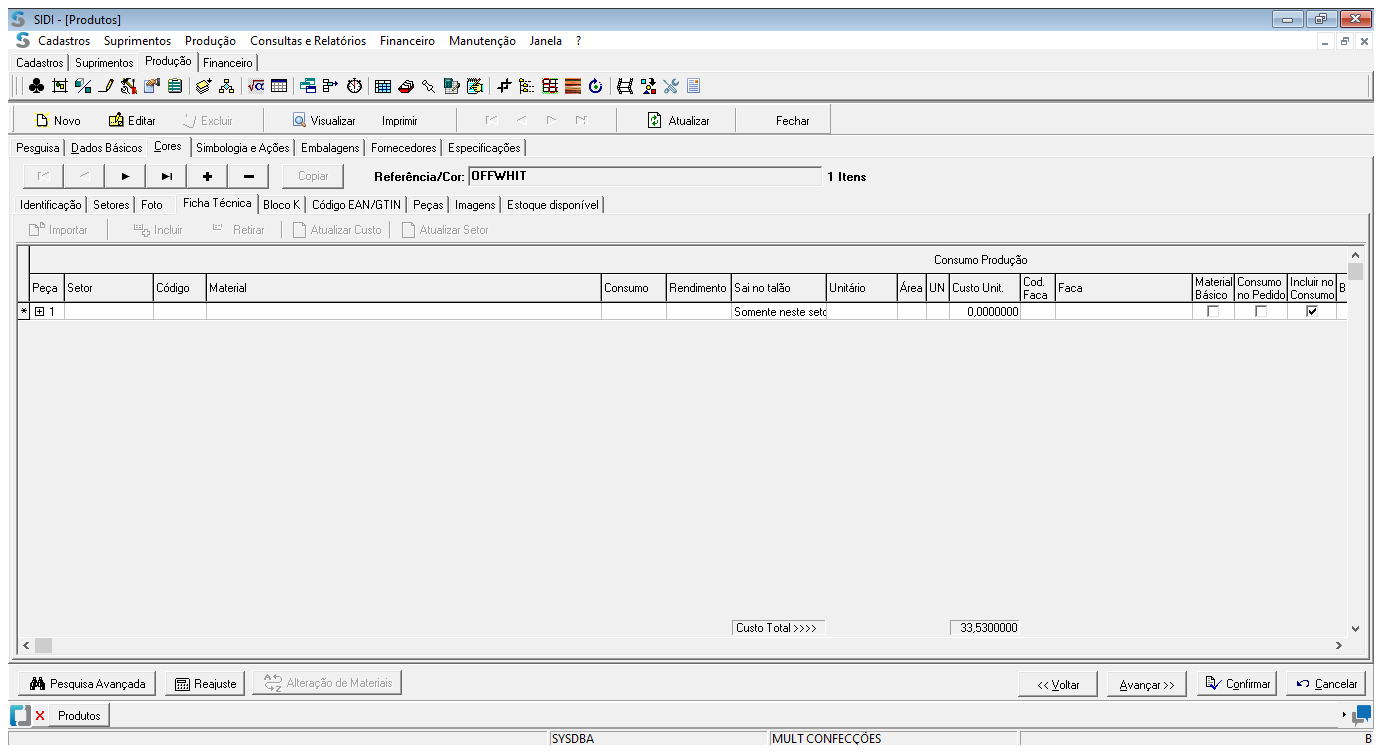 SIDI - [Produtos]
Cadastros Suprimentos Produção Consultas e Relatórios Financeiro Manutenção Janela ?
Cadastros Suprimentos Produção Financeiro
Novo Editar Excluir Visualizar Imprimir Atualizar Fechar
Pesquisa Dados Básicos Cores Simbologia e Ações Embalagens Fornecedores Especificações
Copiar Referência/Cor: OFFWHIT 1 Itens
Identificação Setores Foto Ficha Técnica Bloco K Código EAN/GTIN Peças Imagens Estoque disponível
Importar Incluir Retirar Atualizar Custo Atualizar Setor
Consumo Produção
Peça Setor Código Material Consumo Rendimento Sai no talão Unitário Área UN Custo Unit. Cod. Faca Faca Material Básico Consumo no Pedido Incluir no Consumo B
* 1 Somente neste seto 0,0000000
Custo Total >>>> 33,5300000
Pesquisa Avançada Reajuste Alteração de Materiais << Voltar Avançar >> Confirmar Cancelar
Produtos
SYSDBA MULT CONFECÇÕES B